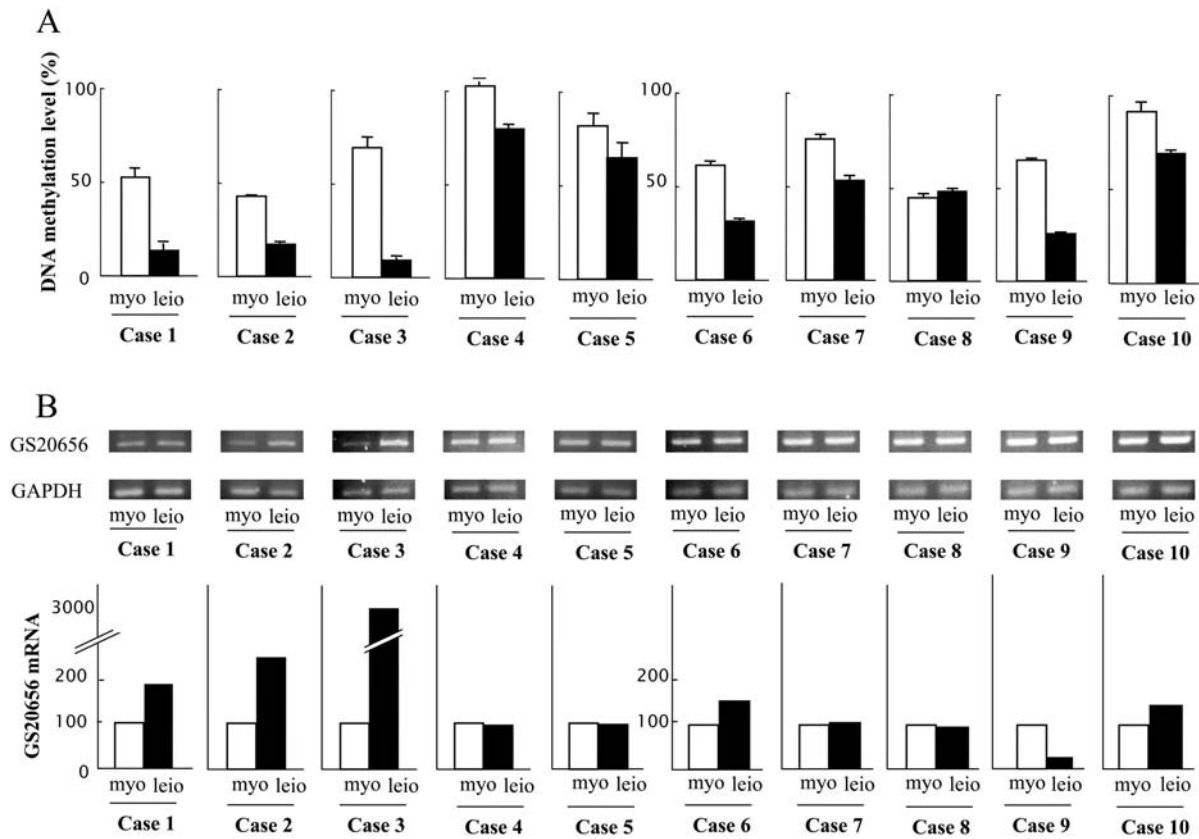 A
DNA methylation level (%)
100
50
0
100
50
myo leio myo leio myo leio myo leio myo leio myo leio myo leio myo leio myo leio myo leio
Case 1 Case 2 Case 3 Case 4 Case 5 Case 6 Case 7 Case 8 Case 9 Case 10
B
GS20656
GAPDH
myo leio myo leio myo leio myo leio myo leio myo leio myo leio myo leio myo leio myo leio
Case 1 Case 2 Case 3 Case 4 Case 5 Case 6 Case 7 Case 8 Case 9 Case 10
GS20656 mRNA
3000
200
100
0
200
100
myo leio myo leio myo leio myo leio myo leio myo leio myo leio myo leio myo leio myo leio
Case 1 Case 2 Case 3 Case 4 Case 5 Case 6 Case 7 Case 8 Case 9 Case 10